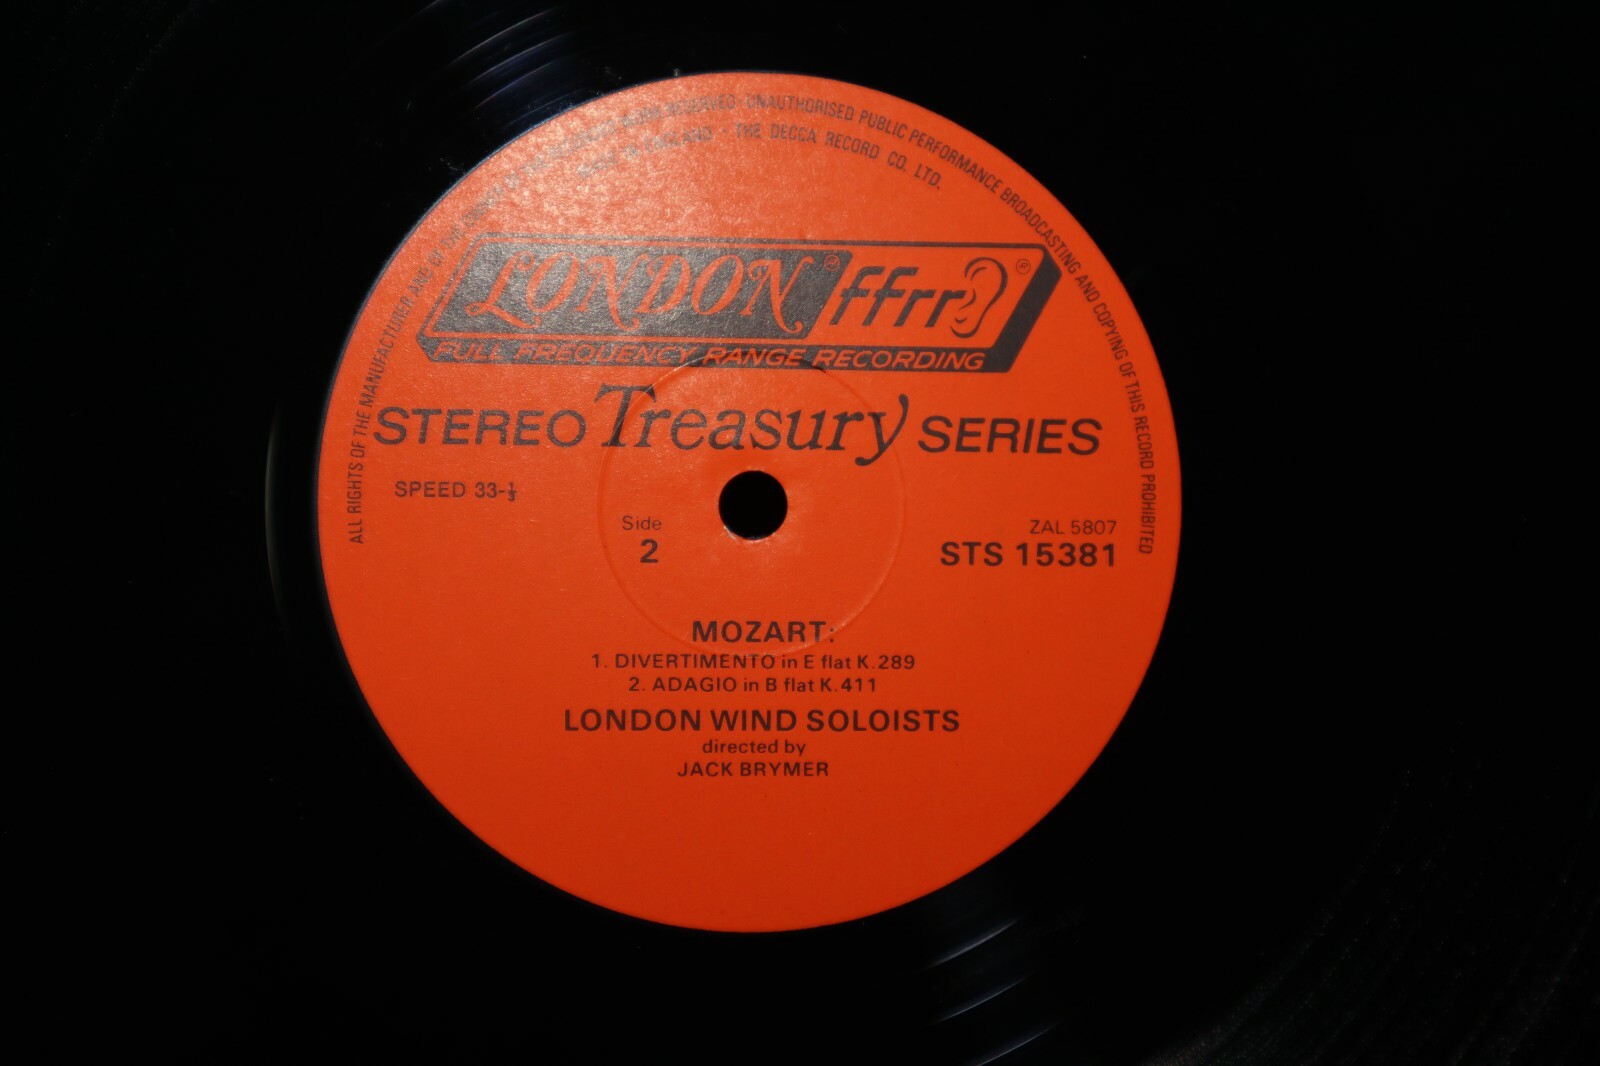 ALL RIGHTS OF THE MANUFACTURER AND OF THE OWNER OF THE RECORDED WORK RESERVED · UNAUTHORISED PUBLIC PERFORMANCE BROADCASTING AND COPYING OF THIS RECORD PROHIBITED
MADE IN ENGLAND · THE DECCA RECORD CO. LTD.
LONDON ® ffrr ®
FULL FREQUENCY RANGE RECORDING
STEREO Treasury SERIES
SPEED 33-⅓
Side
2
ZAL 5807
STS 15381
MOZART:
1. DIVERTIMENTO in E flat K.289
2. ADAGIO in B flat K.411
LONDON WIND SOLOISTS
directed by
JACK BRYMER